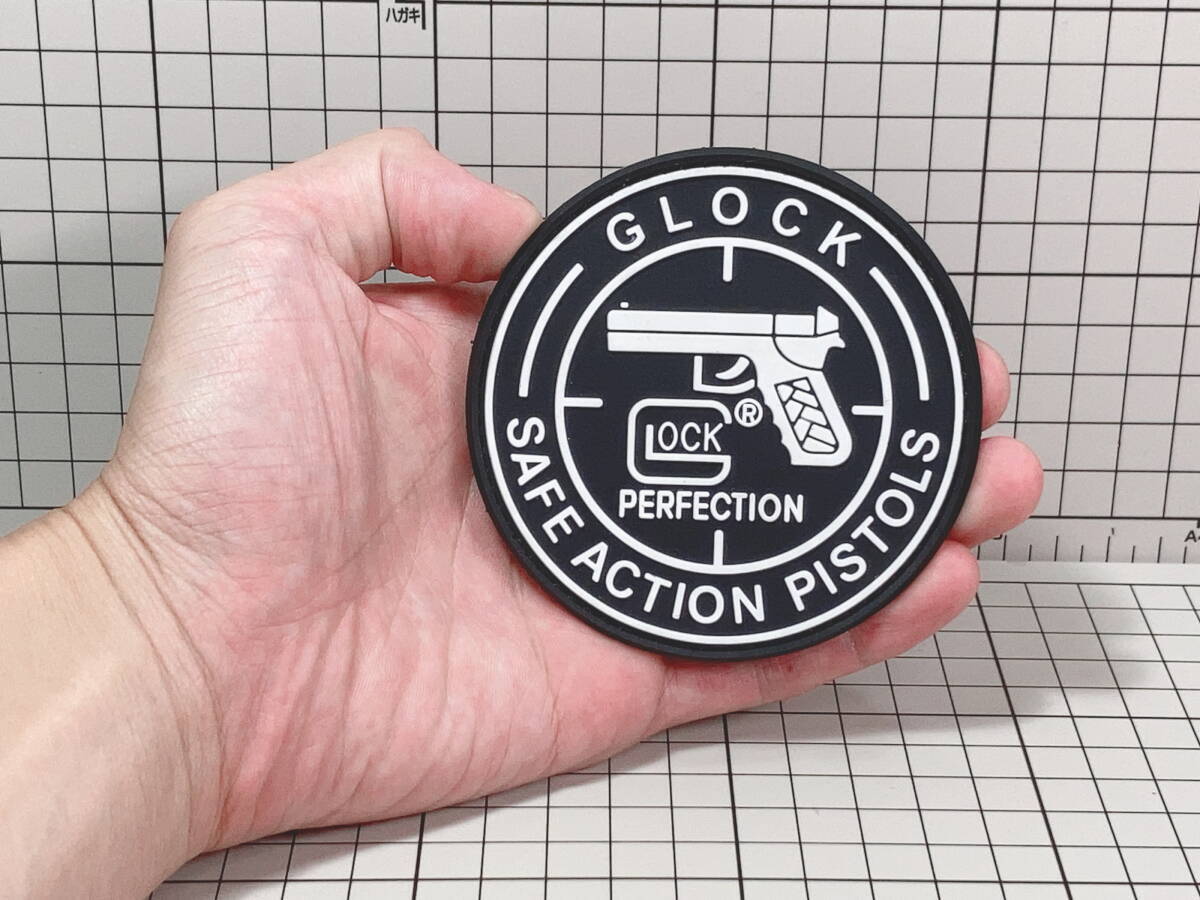 ハガキ
GLOCK
GLOCK®
PERFECTION
SAFE ACTION PISTOLS